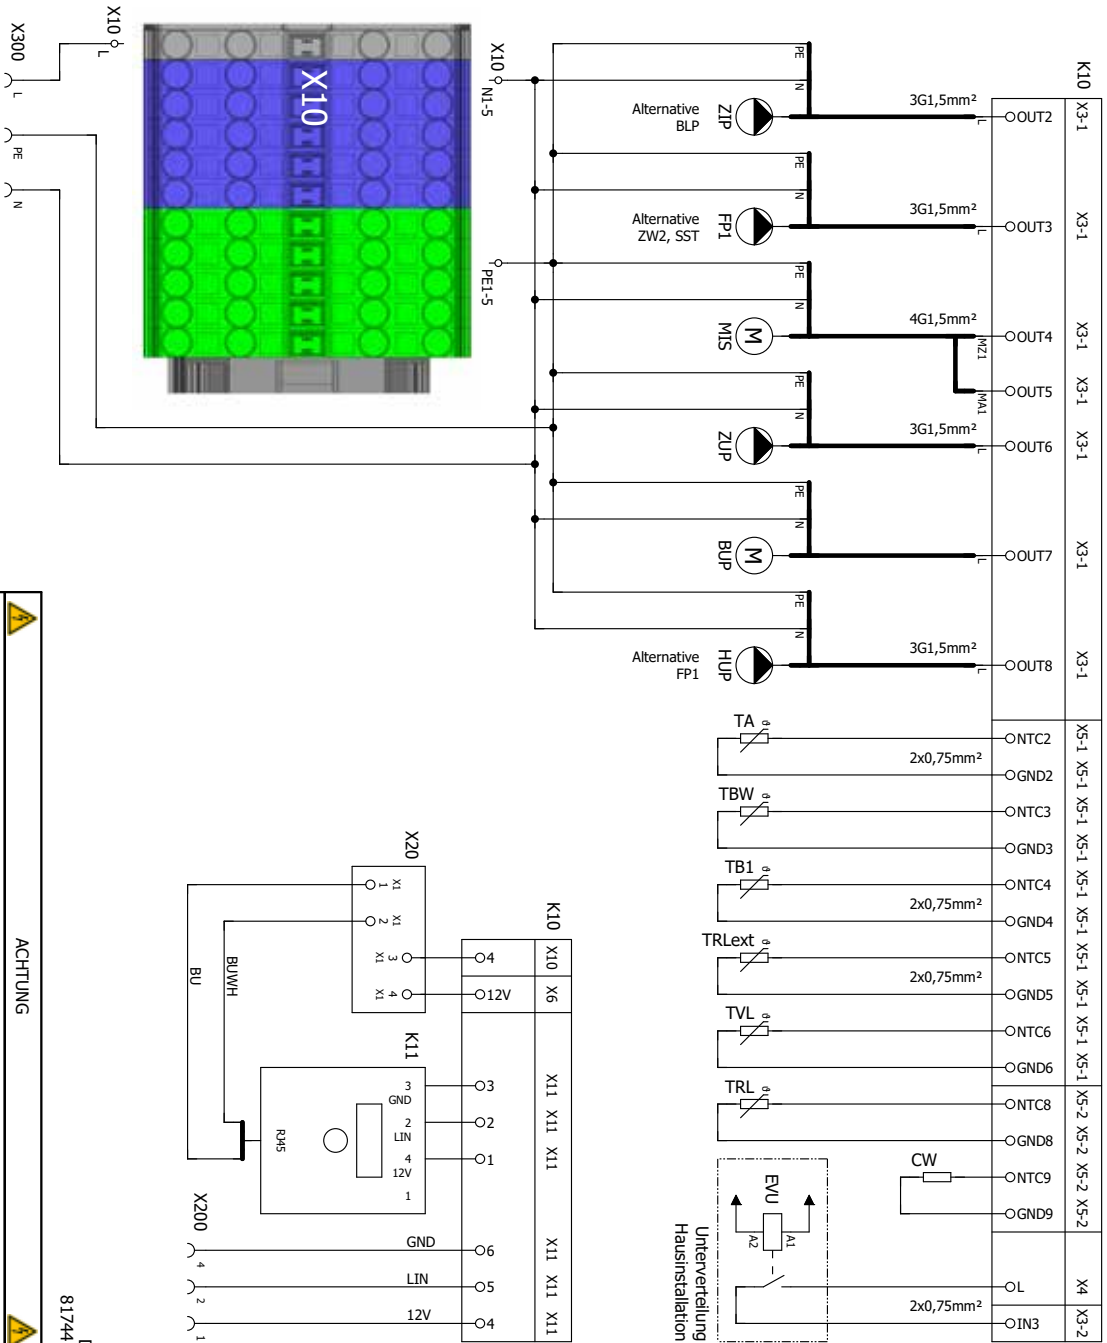 X300
L
PE
N
X10
L
X10
X10
N1-5
PE1-5
K10
X3-1
X3-1
X3-1
X3-1
X3-1
X3-1
X3-1
PE
N
Alternative
BLP
ZIP
3G1,5mm²
L
OUT2
PE
N
Alternative
ZW2, SST
FP1
3G1,5mm²
L
OUT3
PE
N
MIS
M
4G1,5mm²
MZ1
OUT4
MA1
OUT5
PE
N
ZUP
3G1,5mm²
L
OUT6
PE
N
BUP
M
L
OUT7
PE
N
Alternative
FP1
HUP
3G1,5mm²
L
OUT8
X5-1 X5-1 X5-1 X5-1 X5-1 X5-1 X5-1 X5-1 X5-1 X5-1
X5-2 X5-2 X5-2 X5-2
X4
X3-2
TA
ϑ
NTC2
2x0,75mm²
GND2
TBW
ϑ
NTC3
GND3
TB1
ϑ
NTC4
2x0,75mm²
GND4
TRLext
ϑ
NTC5
2x0,75mm²
GND5
TVL
ϑ
NTC6
GND6
TRL
ϑ
NTC8
GND8
CW
NTC9
GND9
EVU
A1
A2
Unterverteilung
Hausinstallation
L
2x0,75mm²
IN3
X20
1 X1
2 X1
X1 3
X1 4
BU
BUWH
K10
X10
X6
X11 X11 X11
X11 X11 X11
4
12V
3
2
1
6
5
4
K11
3
GND
2
LIN
4
12V
1
RJ45
X200
GND
4
LIN
2
12V
1
ACHTUNG
81744